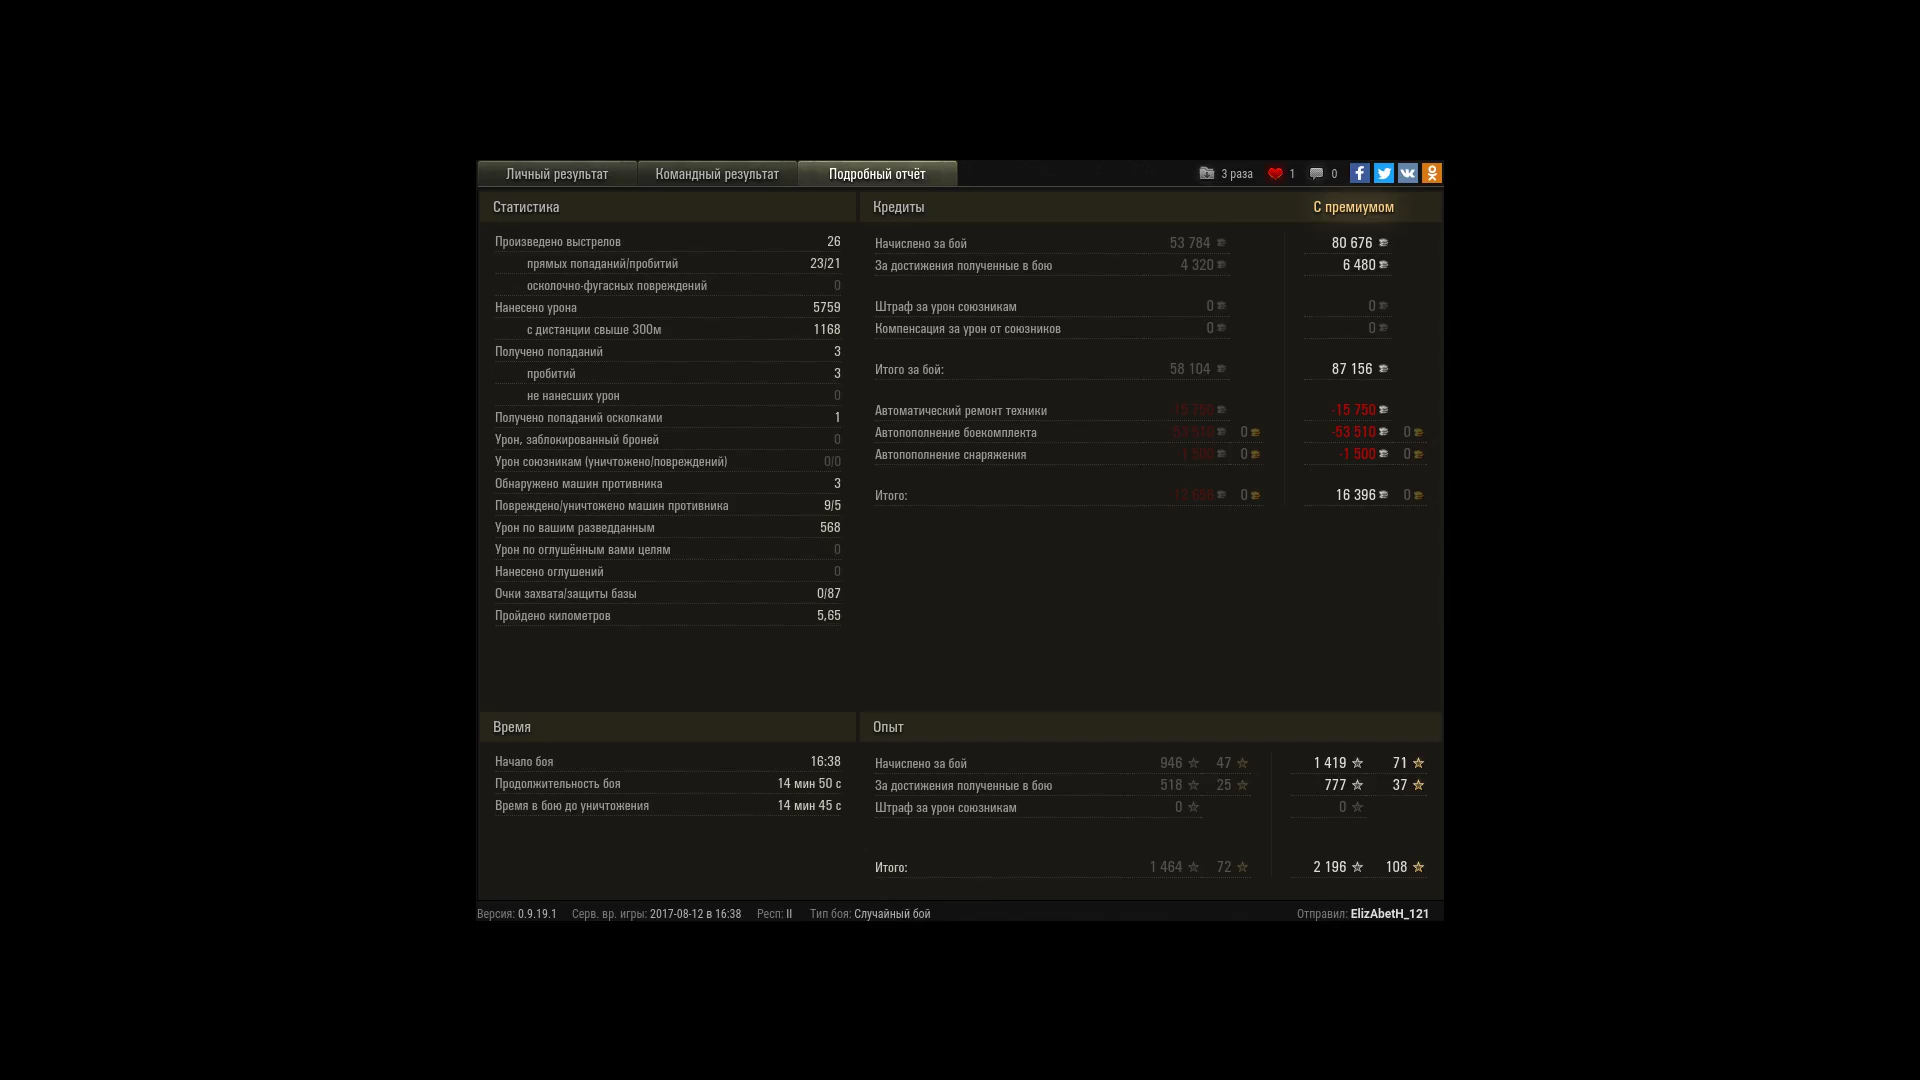 Личный результат Командный результат Подробный отчёт 3 раза 1 0
Статистика
Произведено выстрелов 26
прямых попаданий/пробитий 23/21
осколочно-фугасных повреждений 0
Нанесено урона 5759
с дистанции свыше 300м 1168
Получено попаданий 3
пробитий 3
не нанесших урон 0
Получено попаданий осколками 1
Урон, заблокированный броней 0
Урон союзникам (уничтожено/повреждений) 0/0
Обнаружено машин противника 3
Повреждено/уничтожено машин противника 9/5
Урон по вашим разведданным 568
Урон по оглушённым вами целям 0
Нанесено оглушений 0
Очки захвата/защиты базы 0/87
Пройдено километров 5,65
Кредиты С премиумом
Начислено за бой 53 784 80 676
За достижения полученные в бою 4 320 6 480
Штраф за урон союзникам 0 0
Компенсация за урон от союзников 0 0
Итого за бой: 58 104 87 156
Автоматический ремонт техники -15 750 -15 750
Автопополнение боекомплекта -53 510 0 -53 510 0
Автопополнение снаряжения -1 500 0 -1 500 0
Итого: -12 656 0 16 396 0
Время
Начало боя 16:38
Продолжительность боя 14 мин 50 с
Время в бою до уничтожения 14 мин 45 с
Опыт
Начислено за бой 946 47 1 419 71
За достижения полученные в бою 518 25 777 37
Штраф за урон союзникам 0 0
Итого: 1 464 72 2 196 108
Версия: 0.9.19.1 Серв. вр. игры: 2017-08-12 в 16:38 Респ: II Тип боя: Случайный бой Отправил: ElizAbetH_121